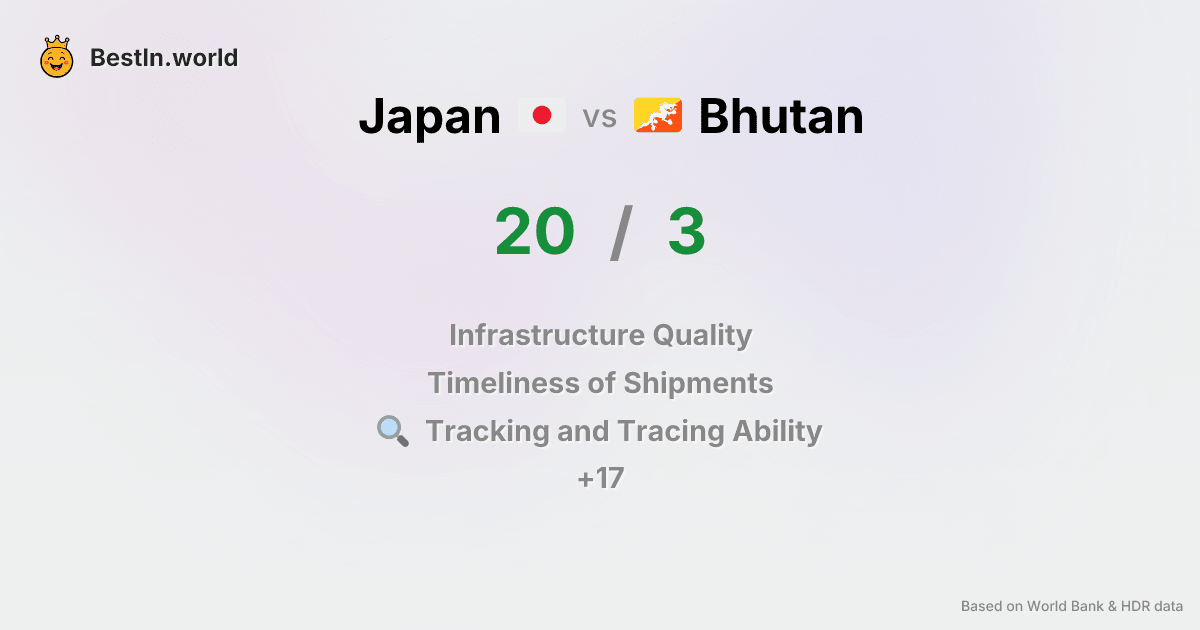 BestIn.world
Japan vs Bhutan
20 / 3
Infrastructure Quality
Timeliness of Shipments
Tracking and Tracing Ability
+17
Based on World Bank & HDR data